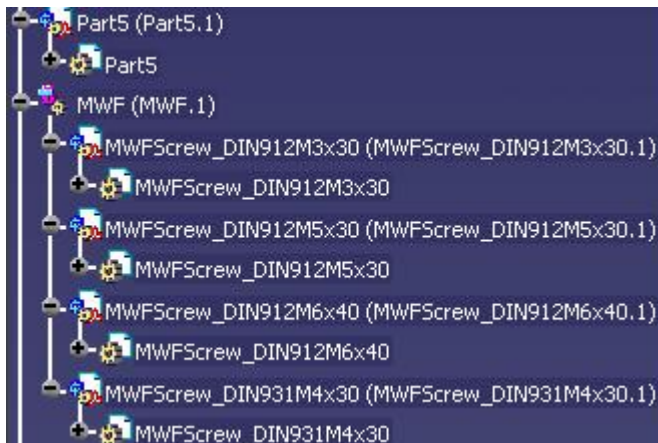 Part5 (Part5.1)
Part5
MWF (MWF.1)
MWFScrew_DIN912M3x30 (MWFScrew_DIN912M3x30.1)
MWFScrew_DIN912M3x30
MWFScrew_DIN912M5x30 (MWFScrew_DIN912M5x30.1)
MWFScrew_DIN912M5x30
MWFScrew_DIN912M6x40 (MWFScrew_DIN912M6x40.1)
MWFScrew_DIN912M6x40
MWFScrew_DIN931M4x30 (MWFScrew_DIN931M4x30.1)
MWFScrew_DIN931M4x30